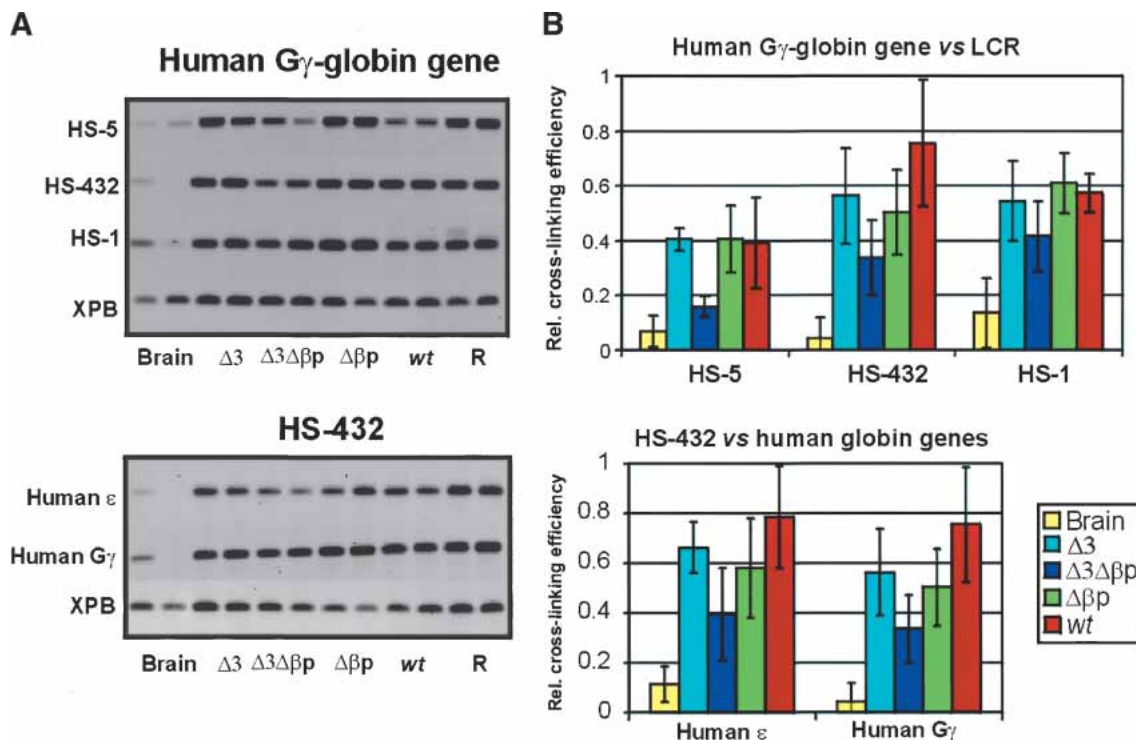 A
Human Gγ-globin gene
HS-5
HS-432
HS-1
XPB
Brain Δ3 Δ3Δβp Δβp wt R
HS-432
Human ε
Human Gγ
XPB
Brain Δ3 Δ3Δβp Δβp wt R
B
Human Gγ-globin gene vs LCR
Rel. cross-linking efficiency
1
0.8
0.6
0.4
0.2
0
HS-5 HS-432 HS-1
HS-432 vs human globin genes
Rel. cross-linking efficiency
1
0.8
0.6
0.4
0.2
0
Human ε Human Gγ
Brain
Δ3
Δ3Δβp
Δβp
wt